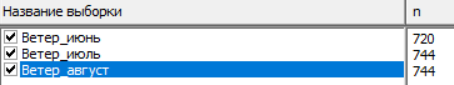 Название выборки n
Ветер_июнь 720
Ветер_июль 744
Ветер_август 744